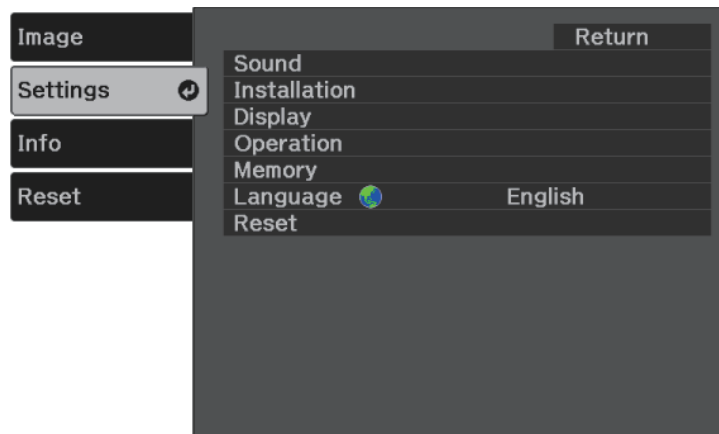 Image
Settings
Info
Reset
Return
Sound
Installation
Display
Operation
Memory
Language English
Reset